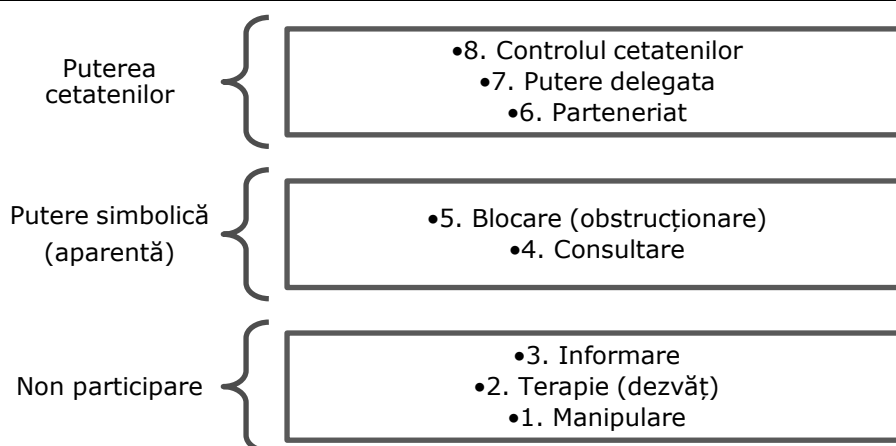 Puterea
cetatenilor
•8. Controlul cetatenilor
•7. Putere delegata
•6. Parteneriat
Putere simbolică
(aparentă)
•5. Blocare (obstrucționare)
•4. Consultare
Non participare
•3. Informare
•2. Terapie (dezvăț)
•1. Manipulare